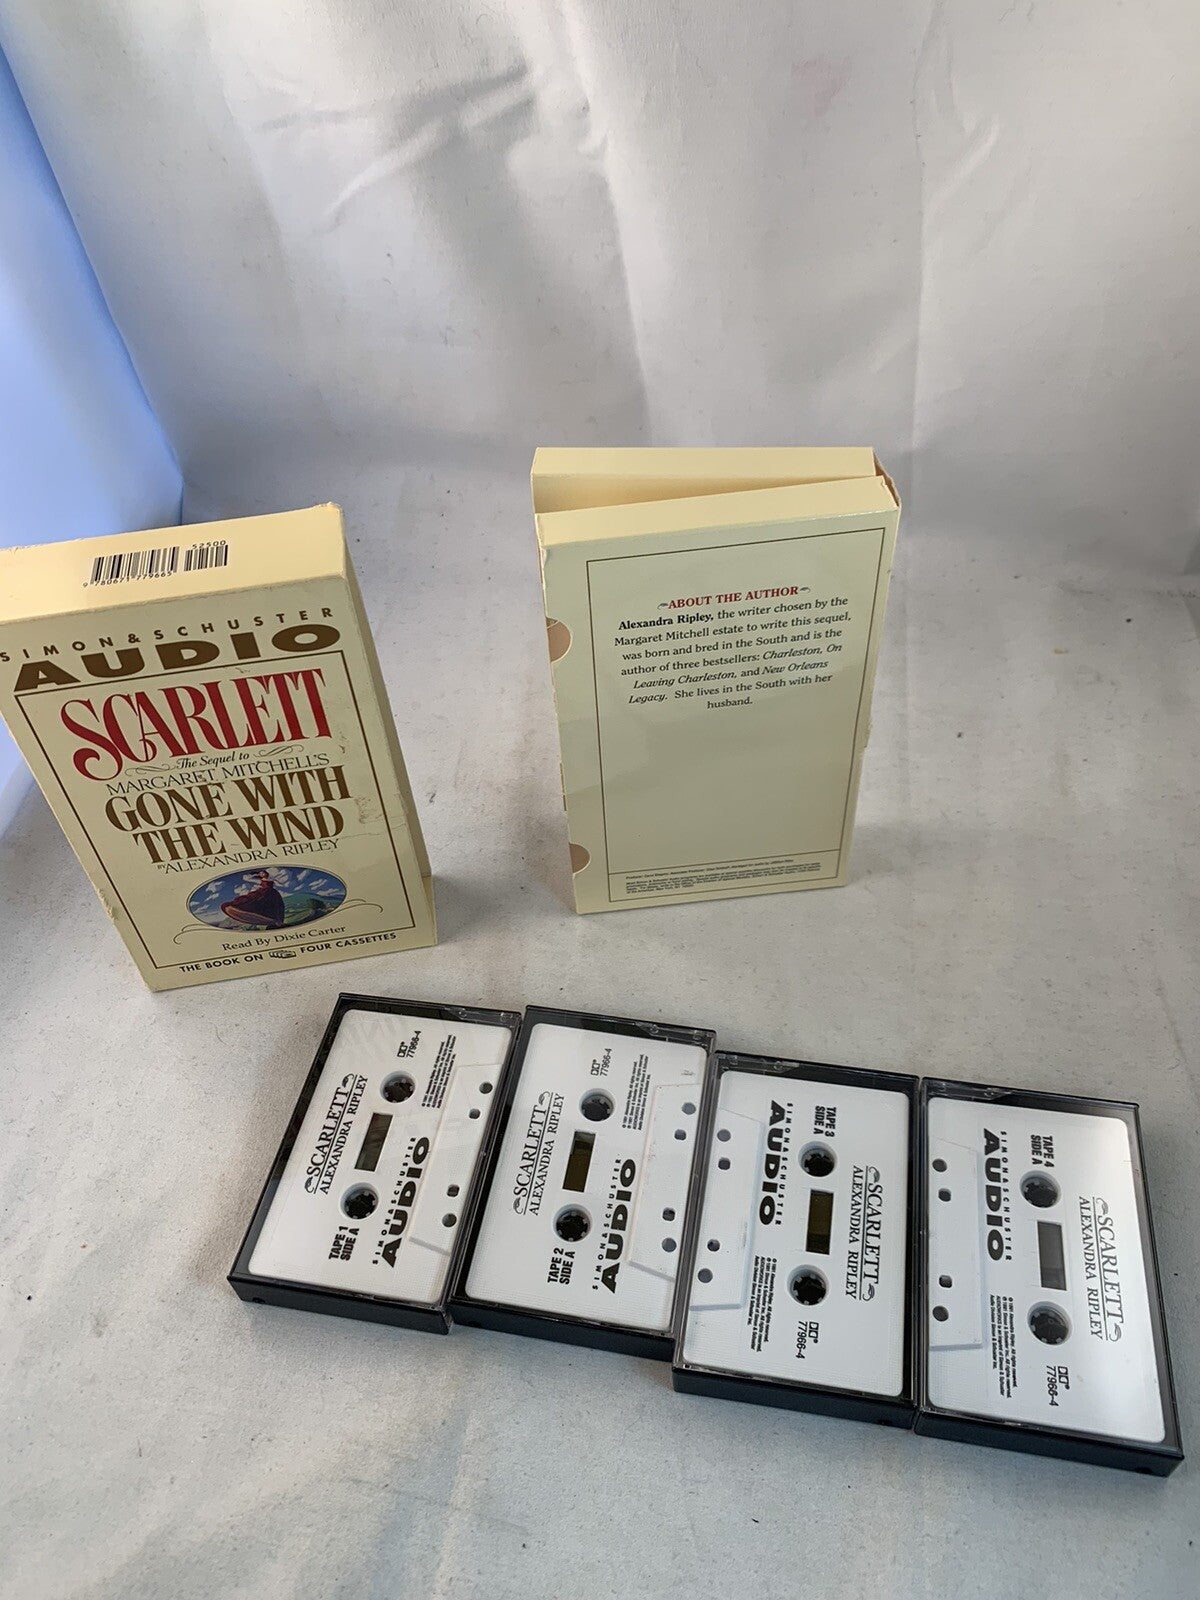 52500
9 780671 779665
SIMON & SCHUSTER
AUDIO
SCARLETT
The Sequel to
MARGARET MITCHELL'S
GONE WITH
THE WIND
BY ALEXANDRA RIPLEY
Read By Dixie Carter
THE BOOK ON FOUR CASSETTES
ABOUT THE AUTHOR
Alexandra Ripley, the writer chosen by the
Margaret Mitchell estate to write this sequel,
was born and bred in the South and is the
author of three bestsellers: Charleston, On
Leaving Charleston, and New Orleans
Legacy. She lives in the South with her
husband.
SCARLETT
ALEXANDRA RIPLEY
TAPE 1
SIDE A
SIMON & SCHUSTER
AUDIO
77966-4
SCARLETT
ALEXANDRA RIPLEY
TAPE 2
SIDE A
SIMON & SCHUSTER
AUDIO
77966-4
TAPE 3
SIDE A
SIMON & SCHUSTER
AUDIO
SCARLETT
ALEXANDRA RIPLEY
77966-4
TAPE 4
SIDE A
SIMON & SCHUSTER
AUDIO
SCARLETT
ALEXANDRA RIPLEY
77966-4